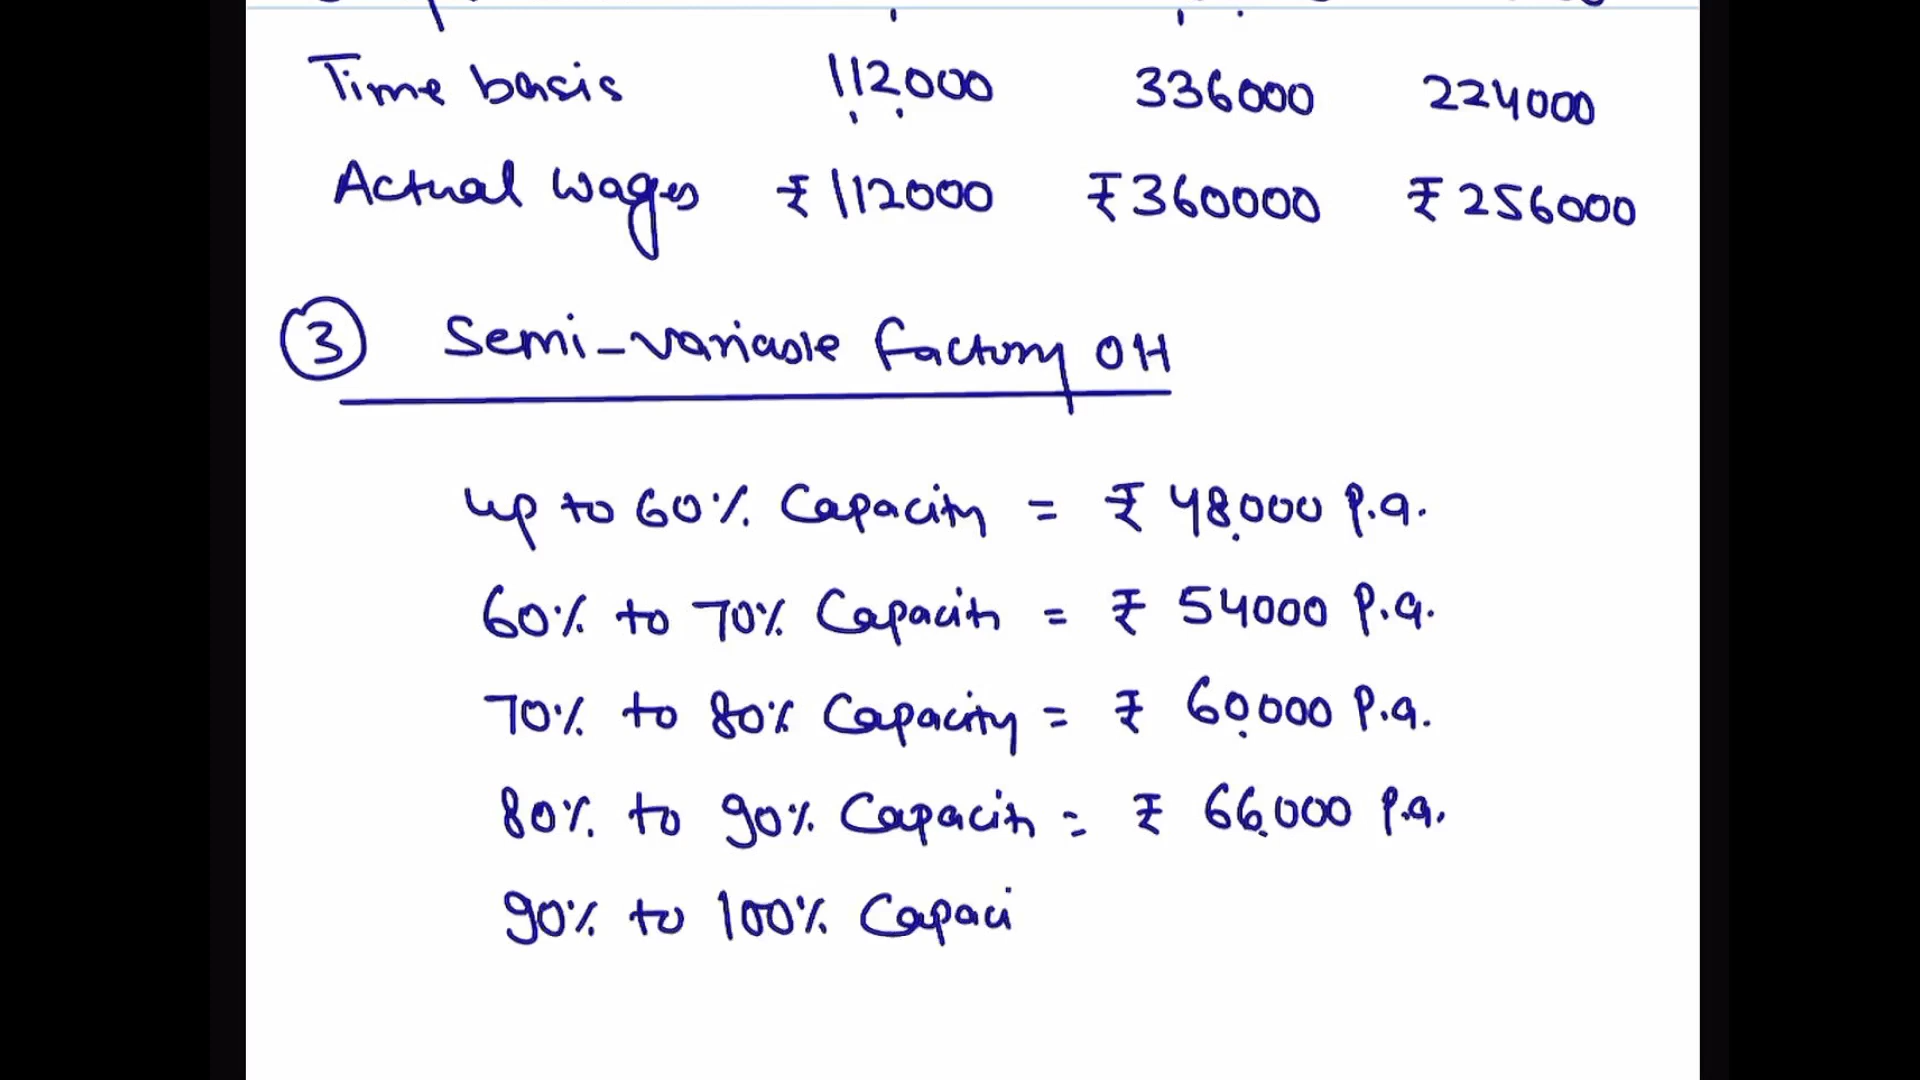 Time basis 112000 336000 224000
Actual wages ₹112000 ₹360000 ₹256000
③ Semi-variable factory OH
up to 60% Capacity = ₹ 48000 p.a.
60% to 70% Capacity = ₹ 54000 p.a.
70% to 80% Capacity = ₹ 60000 p.a.
80% to 90% Capacity = ₹ 66000 p.a.
90% to 100% Capaci